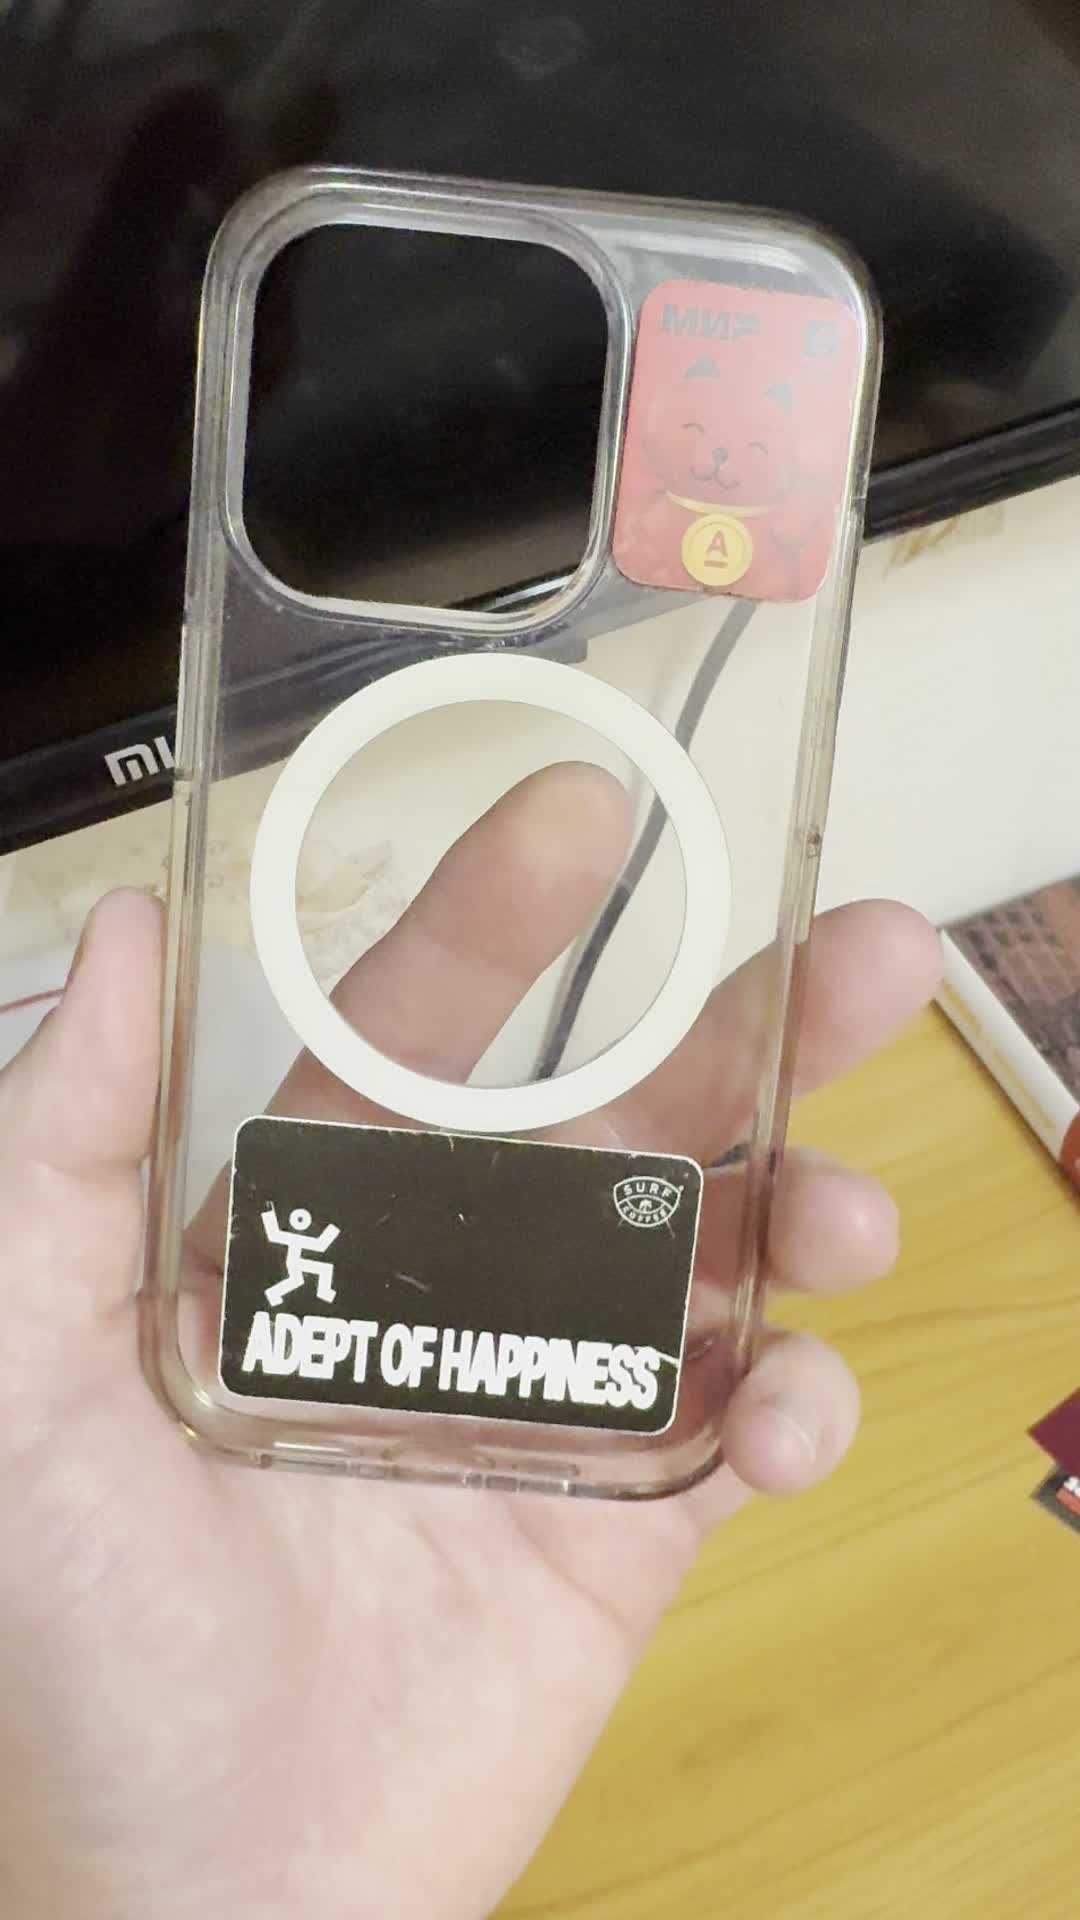 МИР
A
mi
SURF
COFFEE
ADEPT OF HAPPINESS